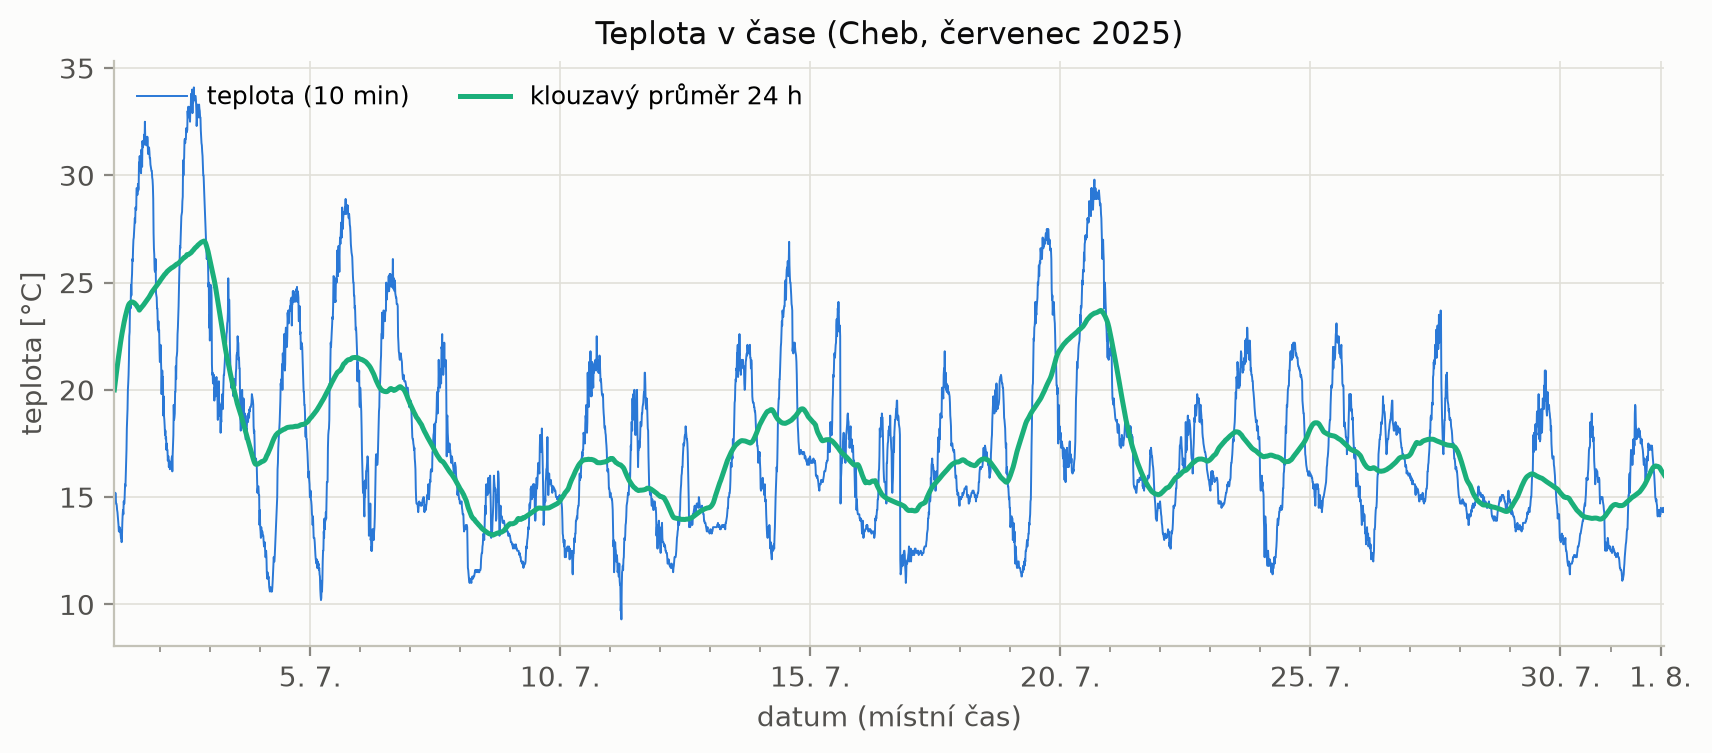 Teplota v čase (Cheb, červenec 2025)
teplota (10 min)
klouzavý průměr 24 h
teplota [°C]
35
30
25
20
15
10
5. 7.
10. 7.
15. 7.
20. 7.
25. 7.
30. 7.
1. 8.
datum (místní čas)